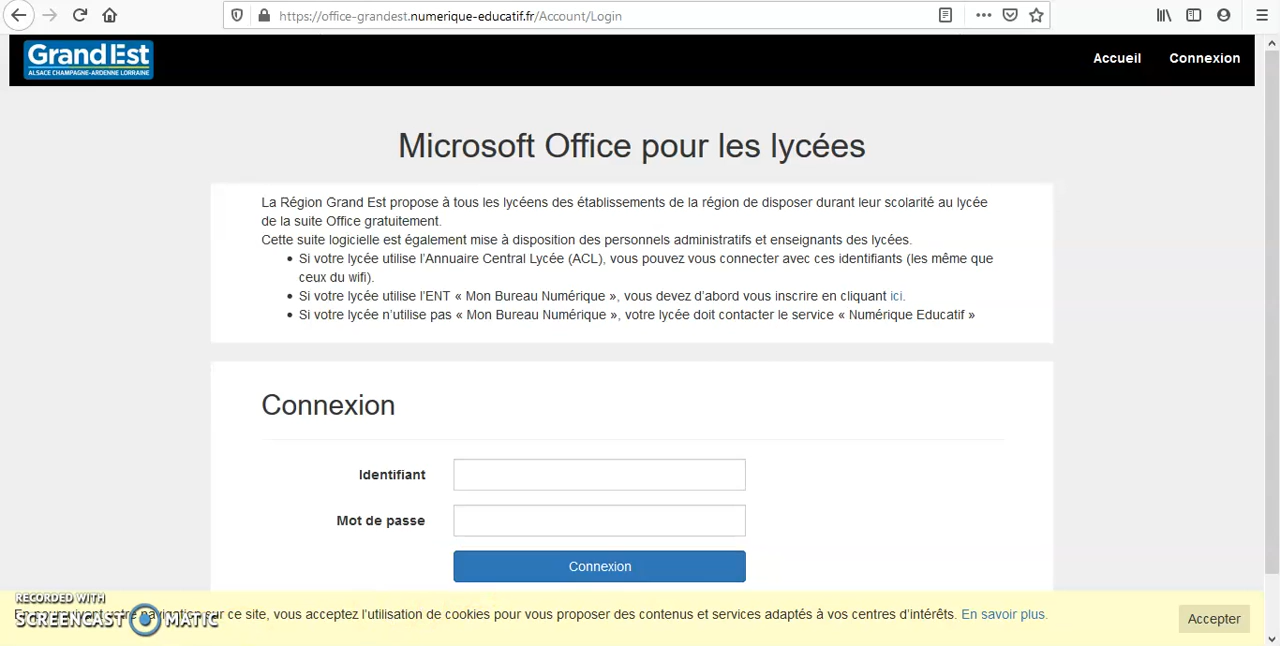 https://office-grandest.numerique-educatif.fr/Account/Login
Grand Est
ALSACE CHAMPAGNE-ARDENNE LORRAINE
Accueil Connexion
Microsoft Office pour les lycées
La Région Grand Est propose à tous les lycéens des établissements de la région de disposer durant leur scolarité au lycée
de la suite Office gratuitement.
Cette suite logicielle est également mise à disposition des personnels administratifs et enseignants des lycées.
• Si votre lycée utilise l’Annuaire Central Lycée (ACL), vous pouvez vous connecter avec ces identifiants (les même que
ceux du wifi).
• Si votre lycée utilise l’ENT « Mon Bureau Numérique », vous devez d’abord vous inscrire en cliquant ici.
• Si votre lycée n’utilise pas « Mon Bureau Numérique », votre lycée doit contacter le service « Numérique Educatif »
Connexion
Identifiant
Mot de passe
Connexion
RECORDED WITH
SCREENCAST MATIC
En poursuivant votre navigation sur ce site, vous acceptez l’utilisation de cookies pour vous proposer des contenus et services adaptés à vos centres d’intérêts. En savoir plus.
Accepter